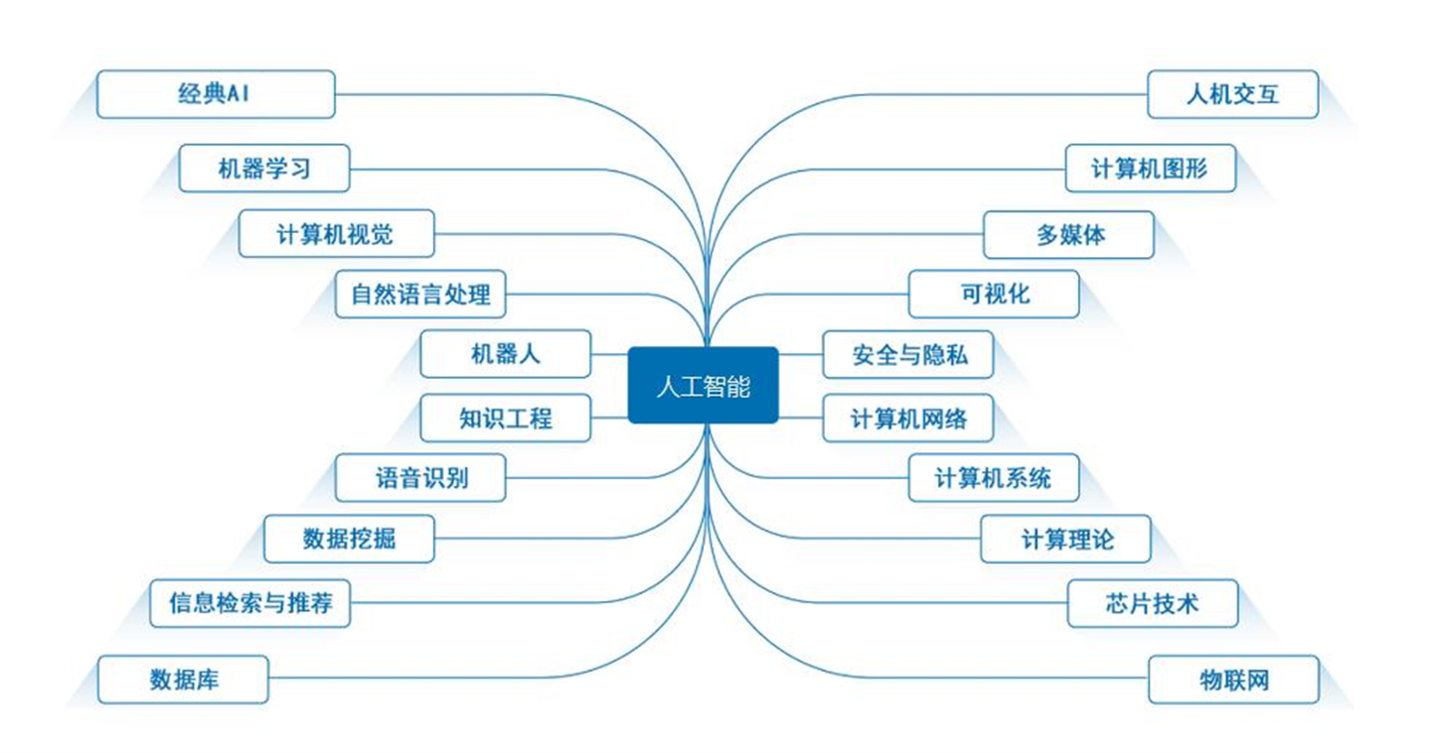 经典AI
机器学习
计算机视觉
自然语言处理
机器人
知识工程
语音识别
数据挖掘
信息检索与推荐
数据库
人工智能
人机交互
计算机图形
多媒体
可视化
安全与隐私
计算机网络
计算机系统
计算理论
芯片技术
物联网